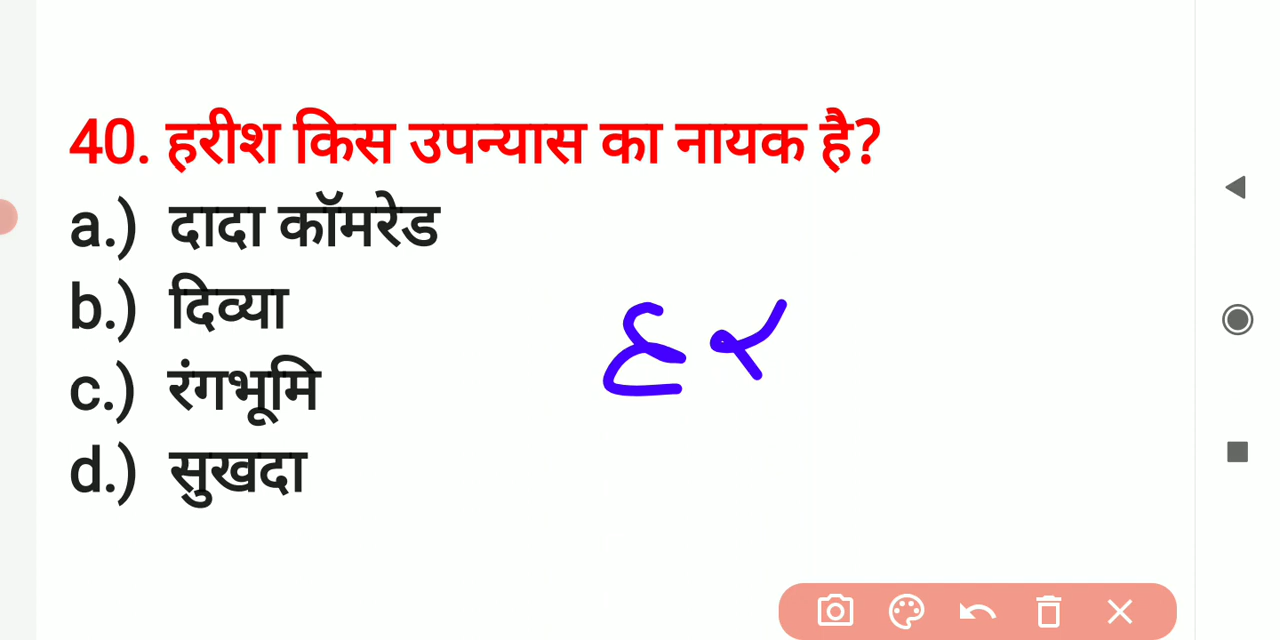 40. हरीश किस उपन्यास का नायक है?
a.) दादा कॉमरेड
b.) दिव्या
c.) रंगभूमि
d.) सुखदा